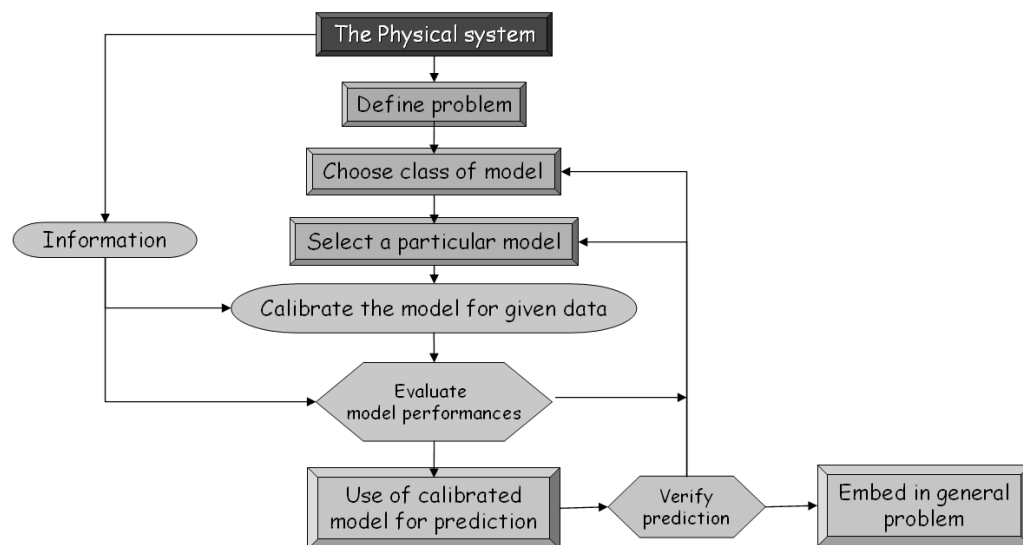 The Physical system
Define problem
Choose class of model
Information
Select a particular model
Calibrate the model for given data
Evaluate
model performances
Use of calibrated
model for prediction
Verify
prediction
Embed in general
problem